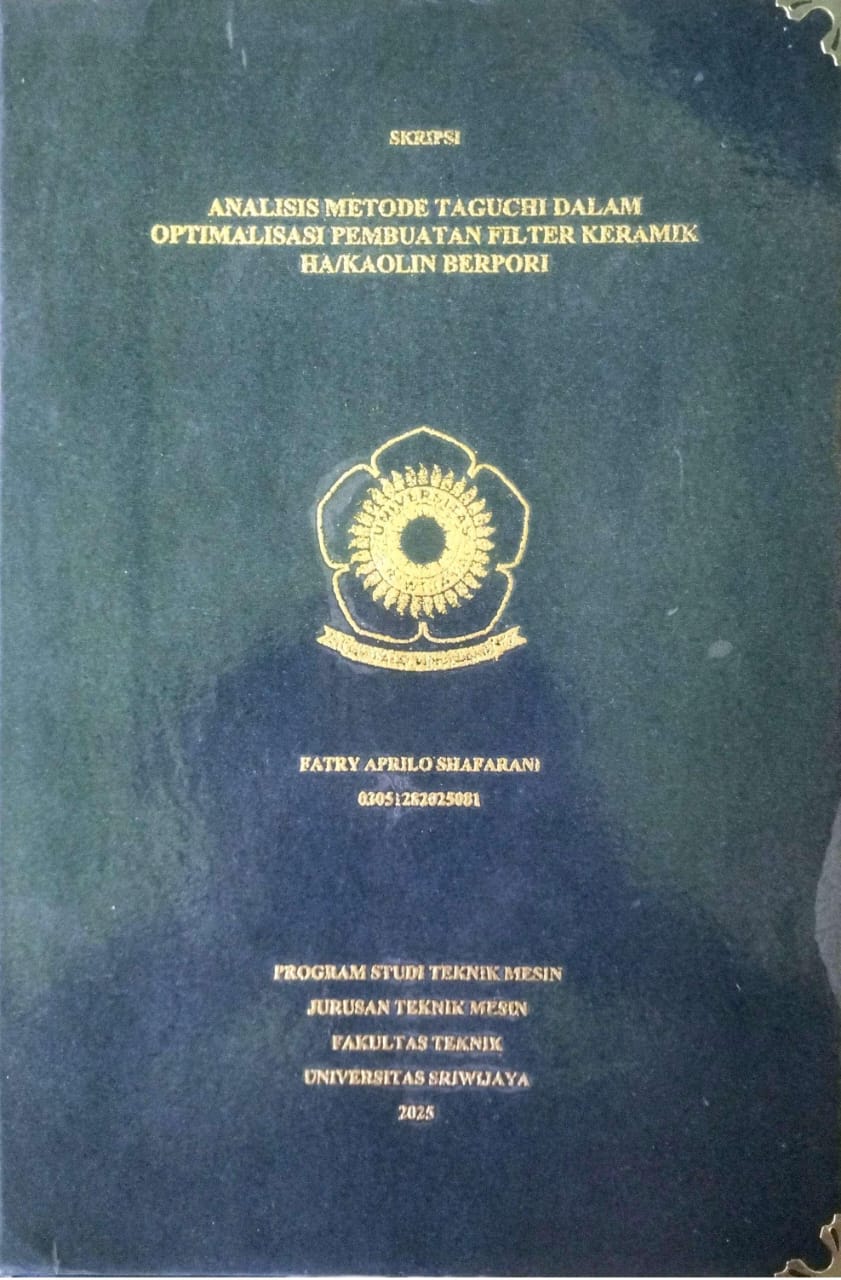 SKRIPSI
ANALISIS METODE TAGUCHI DALAM
OPTIMALISASI PEMBUATAN FILTER KERAMIK
HA/KAOLIN BERPORI
UNIVERSITAS
FATRY APRILO SHAFARANI
03051282025081
PROGRAM STUDI TEKNIK MESIN
JURUSAN TEKNIK MESIN
FAKULTAS TEKNIK
UNIVERSITAS SRIWIJAYA
2025